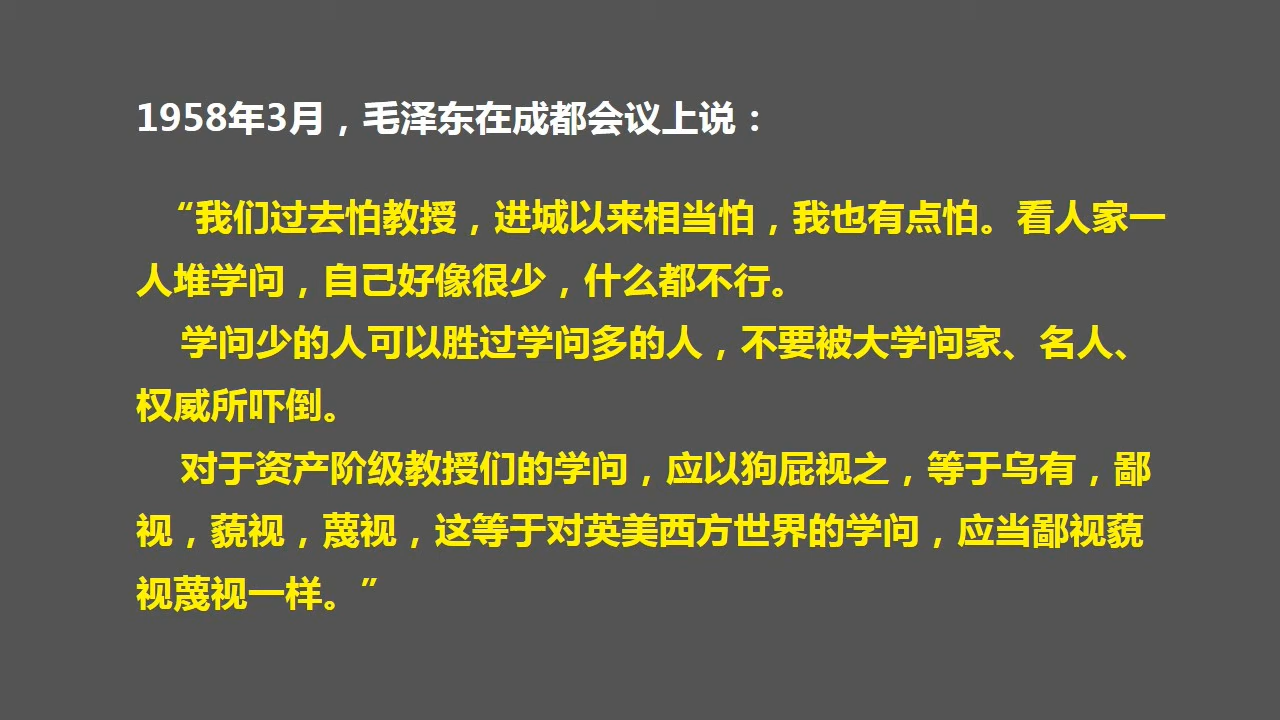 1958年3月，毛泽东在成都会议上说：
“我们过去怕教授，进城以来相当怕，我也有点怕。看人家一
人堆学问，自己好像很少，什么都不行。
学问少的人可以胜过学问多的人，不要被大学问家、名人、
权威所吓倒。
对于资产阶级教授们的学问，应以狗屁视之，等于乌有，鄙
视，藐视，蔑视，这等于对英美西方世界的学问，应当鄙视藐
视蔑视一样。”